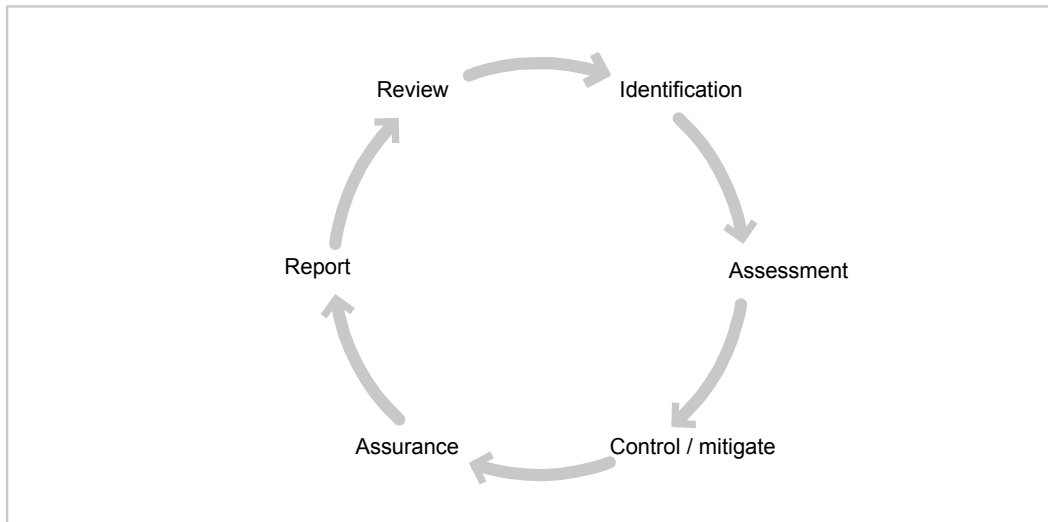 Review
Identification
Report
Assessment
Assurance
Control / mitigate